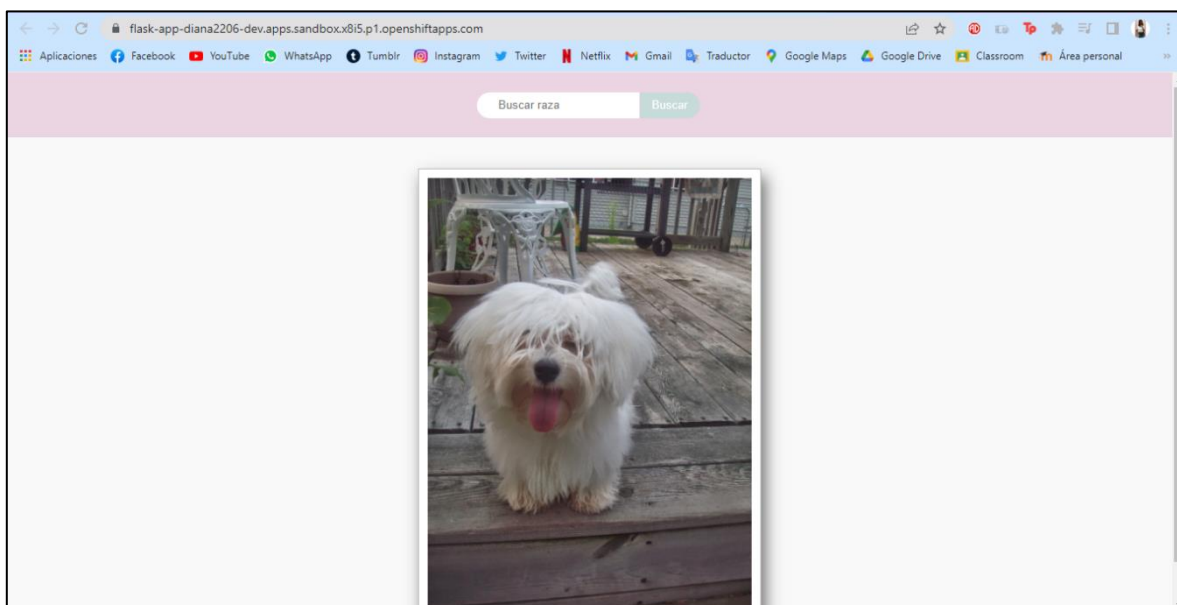 flask-app-diana2206-dev.apps.sandbox.x8i5.p1.openshiftapps.com
Aplicaciones Facebook YouTube WhatsApp Tumblr Instagram Twitter Netflix Gmail Traductor Google Maps Google Drive Classroom Área personal »
Buscar raza Buscar